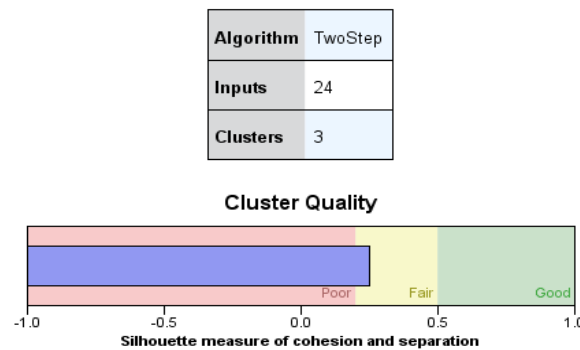 Algorithm TwoStep
Inputs 24
Clusters 3
Cluster Quality
Poor Fair Good
-1.0 -0.5 0.0 0.5 1.0
Silhouette measure of cohesion and separation